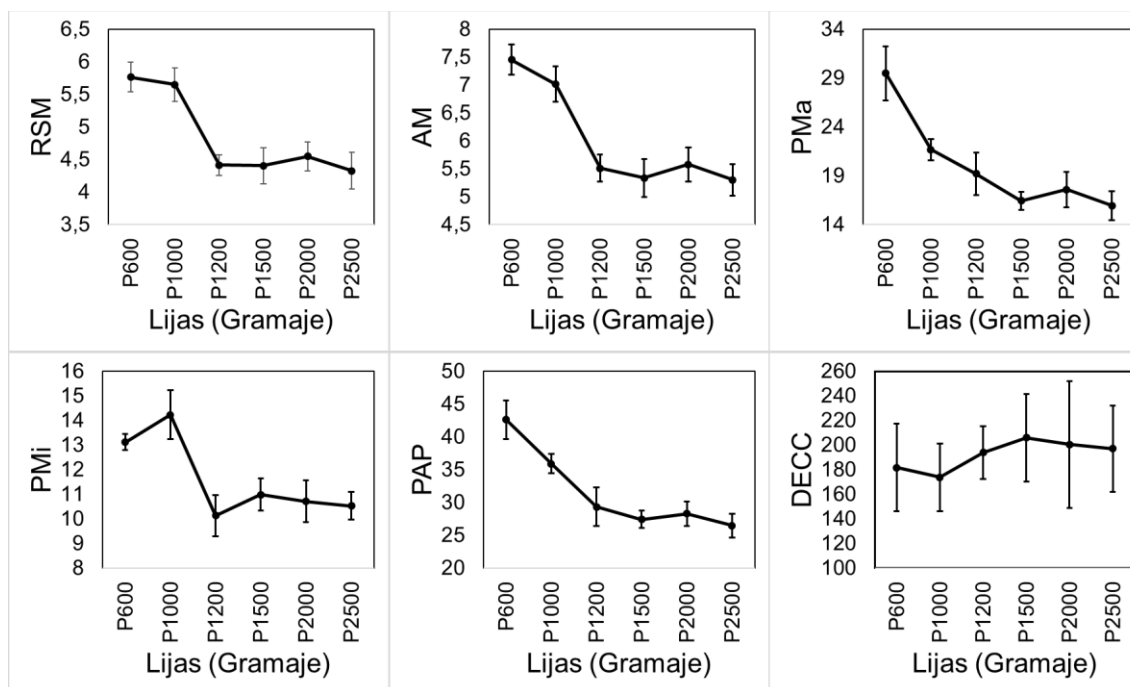 RSM
6,5
6
5,5
5
4,5
4
3,5
P600
P1000
P1200
P1500
P2000
P2500
Lijas (Gramaje)
AM
8
7,5
7
6,5
6
5,5
5
4,5
P600
P1000
P1200
P1500
P2000
P2500
Lijas (Gramaje)
PMa
34
29
24
19
14
P600
P1000
P1200
P1500
P2000
P2500
Lijas (Gramaje)
PMi
16
15
14
13
12
11
10
9
8
P600
P1000
P1200
P1500
P2000
P2500
Lijas (Gramaje)
PAP
50
45
40
35
30
25
20
P600
P1000
P1200
P1500
P2000
P2500
Lijas (Gramaje)
DECC
260
240
220
200
180
160
140
120
100
P600
P1000
P1200
P1500
P2000
P2500
Lijas (Gramaje)